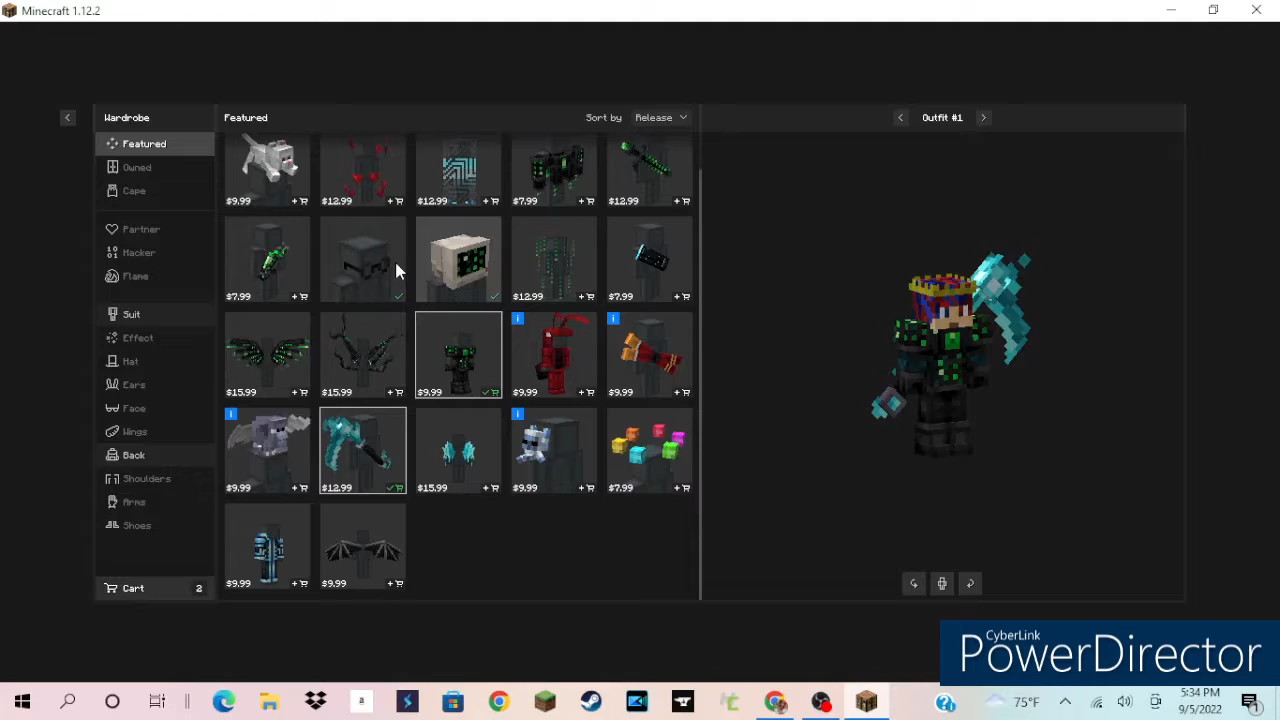 Minecraft 1.12.2
Wardrobe
Featured
Sort by
Release
Outfit #1
Featured
Owned
Cape
Partner
Hacker
Flame
Suit
Effect
Hat
Ears
Face
Wings
Back
Shoulders
Arms
Shoes
Cart
2
$9.99
$12.99
$12.99
$7.99
$12.99
$7.99
$12.99
$7.99
$15.99
$15.99
$9.99
$9.99
$9.99
$9.99
$12.99
$15.99
$9.99
$7.99
$9.99
$9.99
CyberLink
PowerDirector
a
75°F
5:34 PM
9/5/2022
1